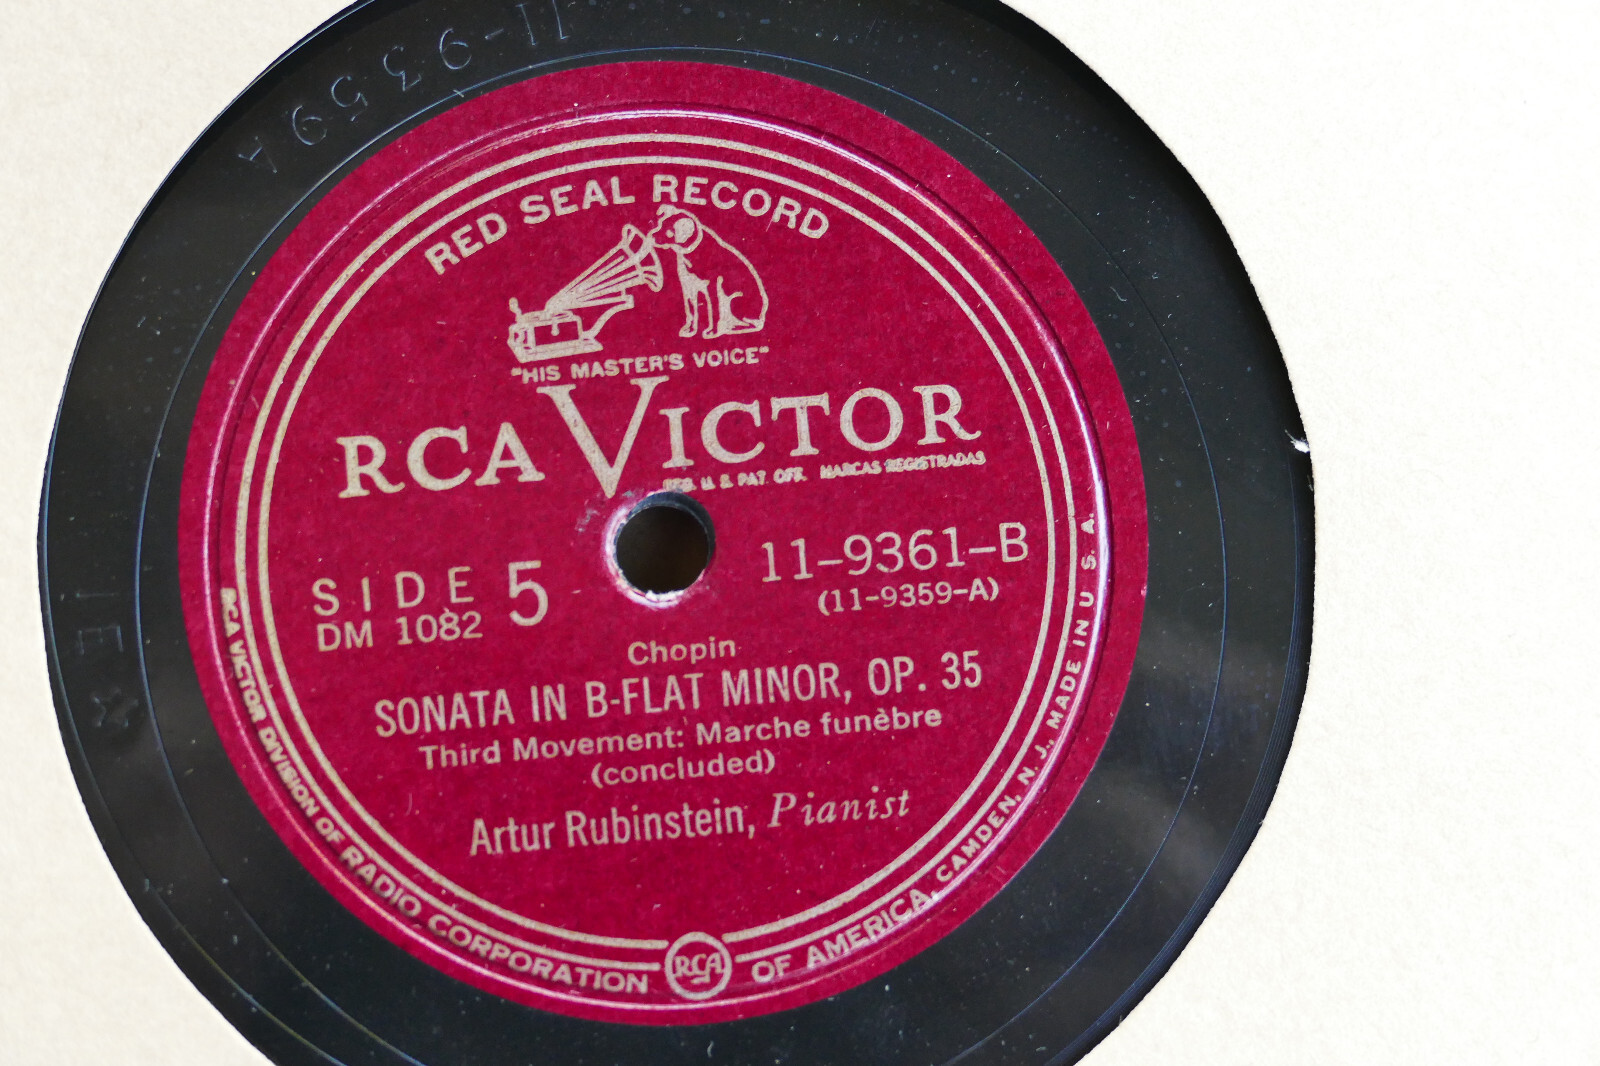 11-9359A
RED SEAL RECORD
"HIS MASTER'S VOICE"
RCA VICTOR
REG. U. S. PAT. OFF. MARCAS REGISTRADAS
SIDE 5
DM 1082
11-9361-B
(11-9359-A)
Chopin
SONATA IN B-FLAT MINOR, OP. 35
Third Movement: Marche funèbre
(concluded)
Artur Rubinstein, Pianist
RCA VICTOR DIVISION OF RADIO CORPORATION RCA OF AMERICA, CAMDEN, N. J., MADE IN U. S. A.